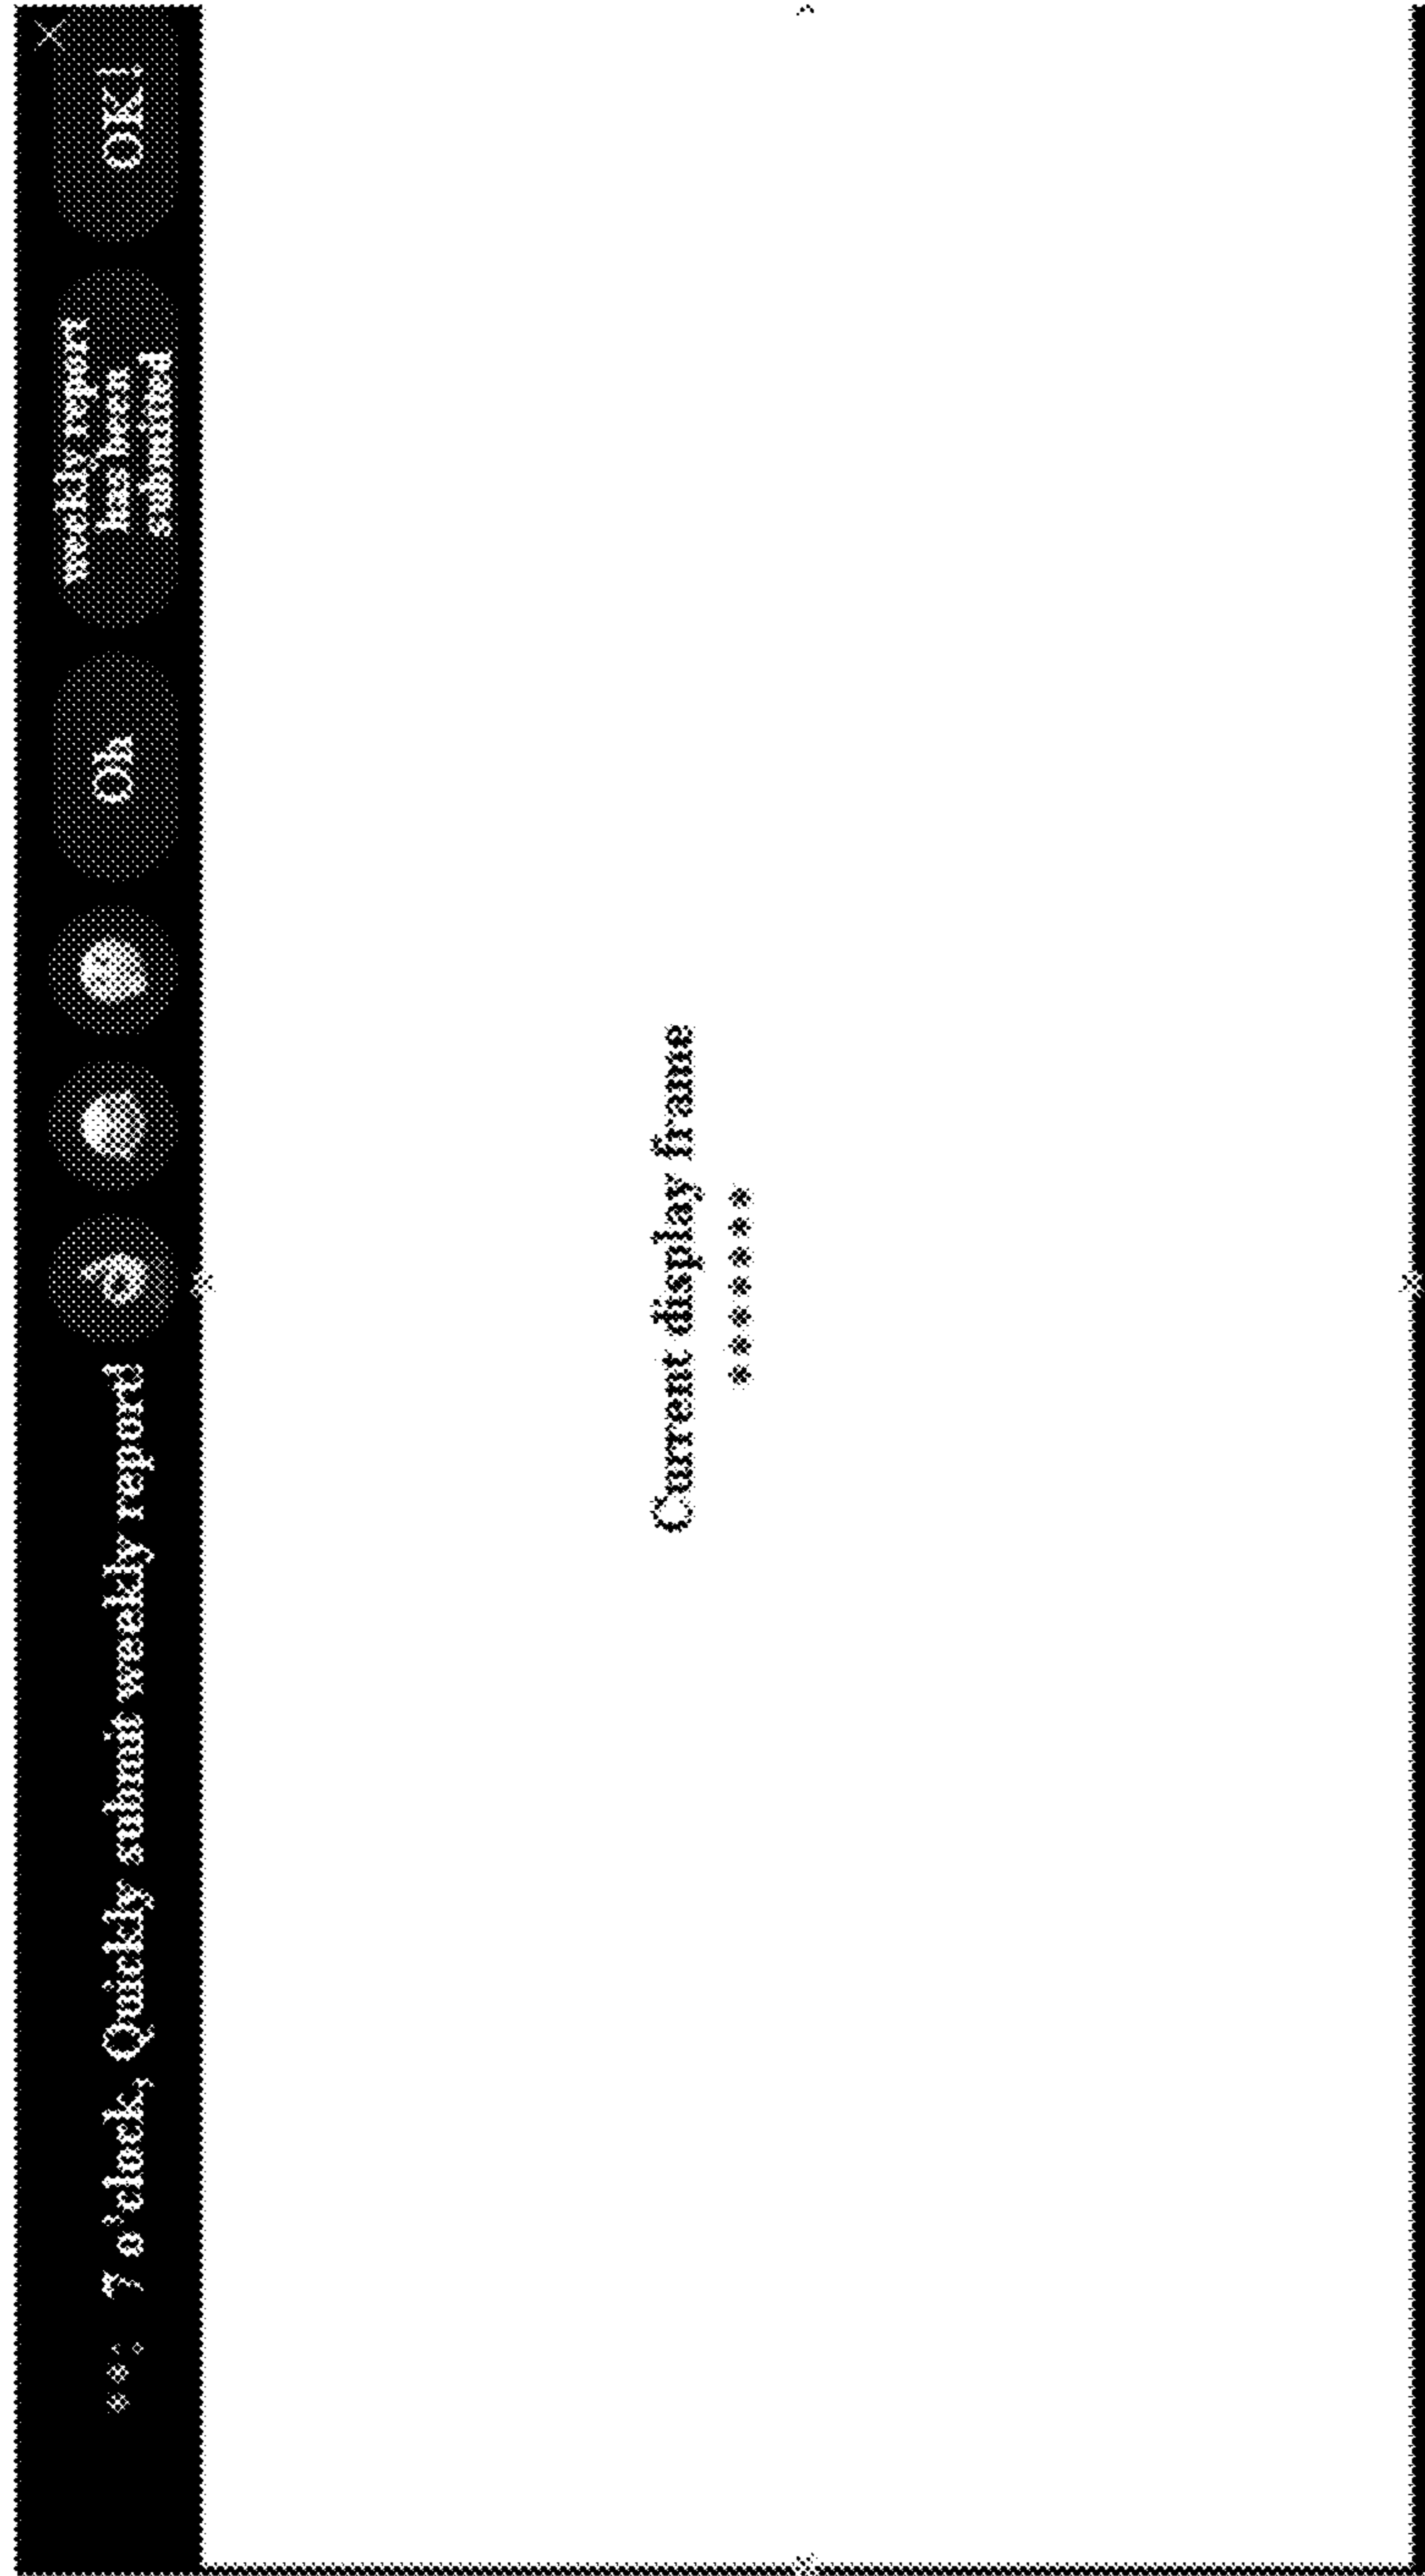 **: 7 o'clock, Quickly submit weekly report
Oh
weekly report
has been
submitted
OK!
Current display frame
*******